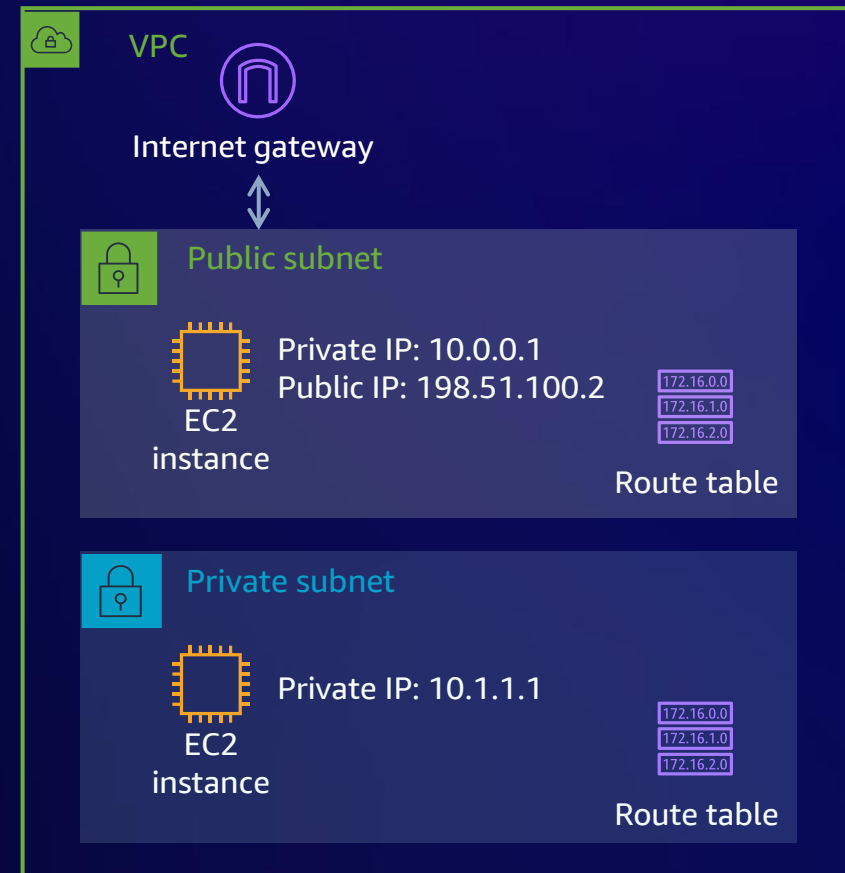 VPC
Internet gateway
Public subnet
Private IP: 10.0.0.1
Public IP: 198.51.100.2
EC2
instance
172.16.0.0
172.16.1.0
172.16.2.0
Route table
Private subnet
Private IP: 10.1.1.1
EC2
instance
172.16.0.0
172.16.1.0
172.16.2.0
Route table